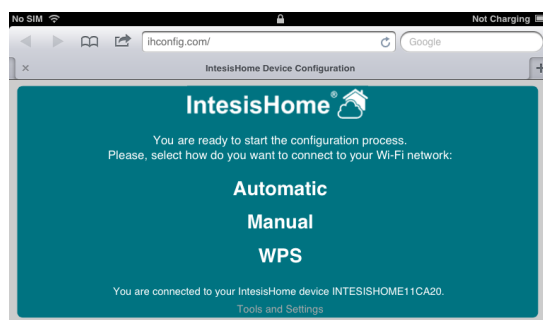 No SIM
Not Charging
ihconfig.com/
Google
IntesisHome Device Configuration
IntesisHome®
You are ready to start the configuration process.
Please, select how do you want to connect to your Wi-Fi network:
Automatic
Manual
WPS
You are connected to your IntesisHome device INTESISHOME11CA20.
Tools and Settings